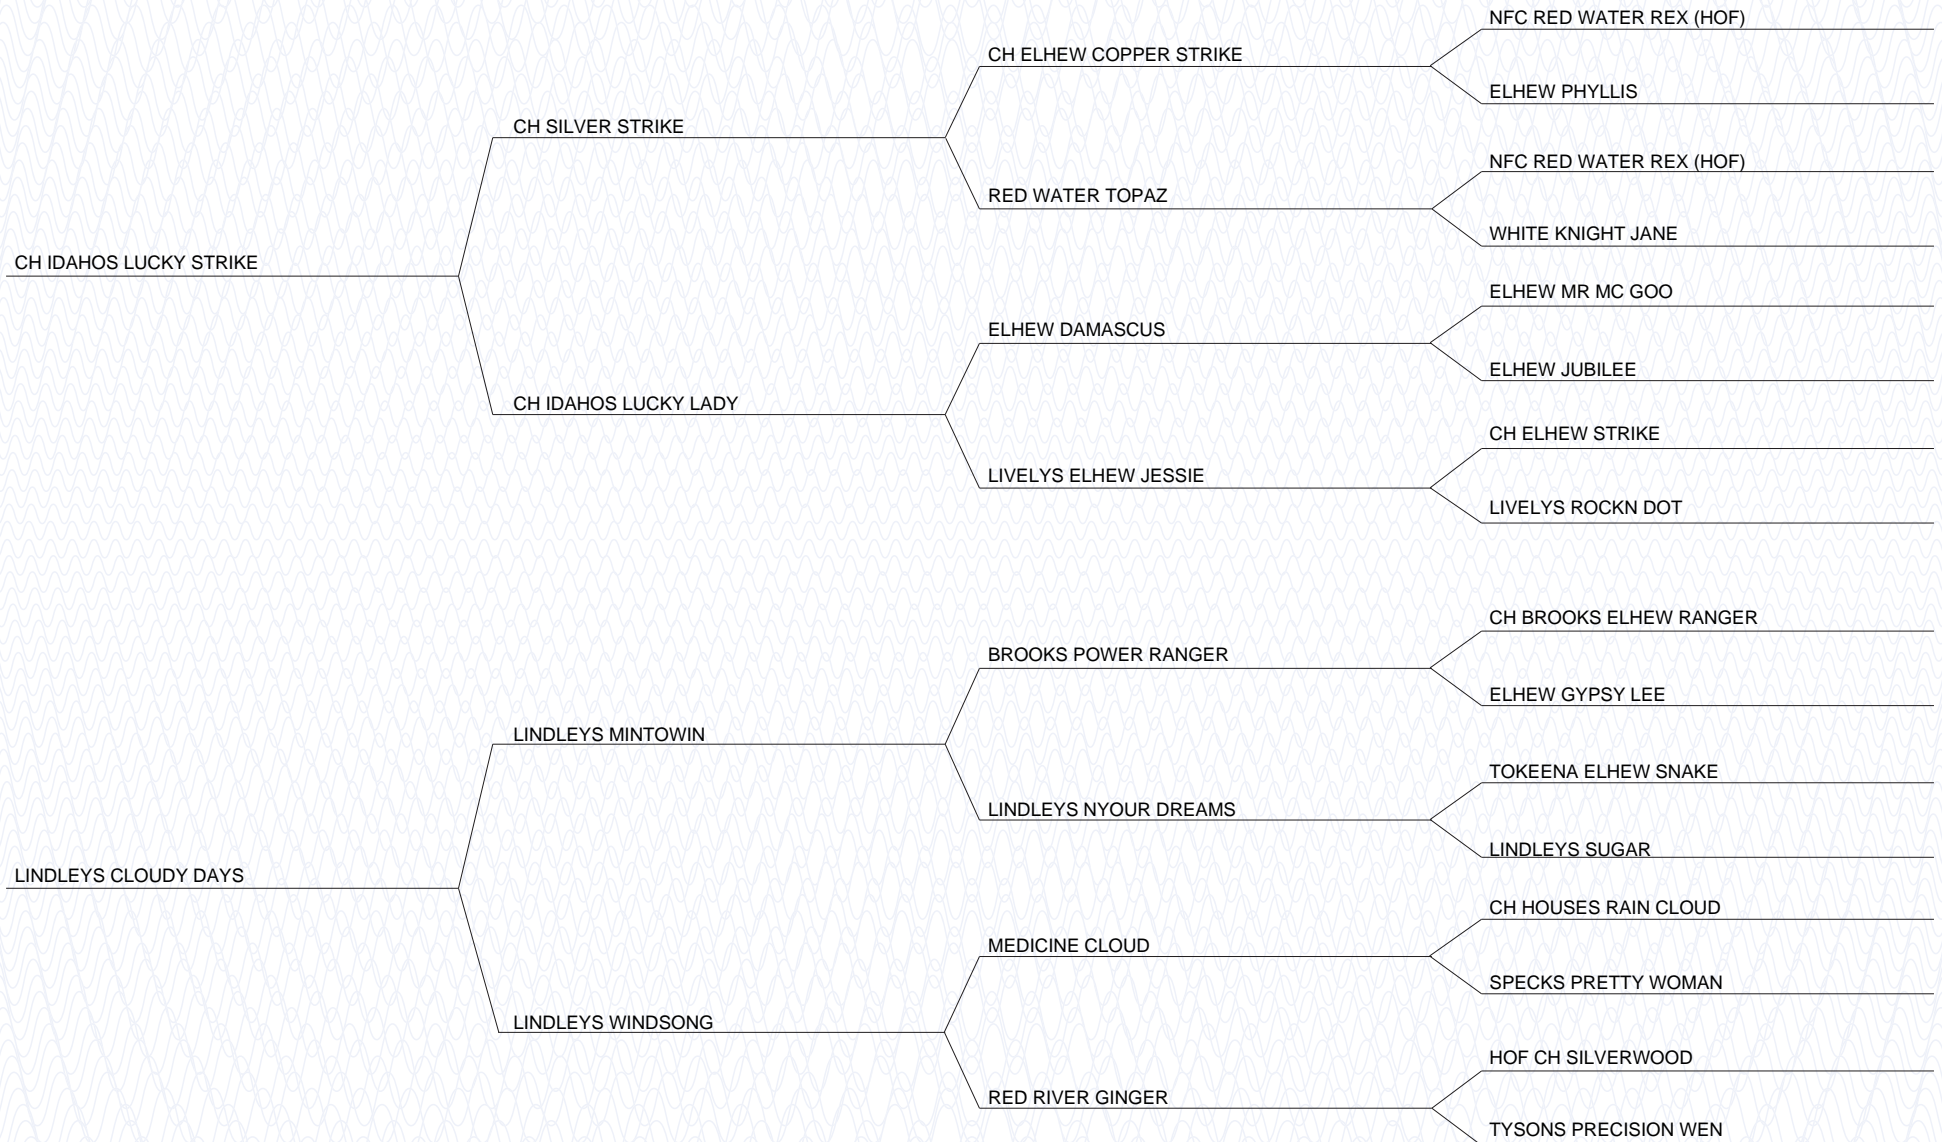 NFC RED WATER REX (HOF)
CH ELHEW COPPER STRIKE
ELHEW PHYLLIS
CH SILVER STRIKE
NFC RED WATER REX (HOF)
RED WATER TOPAZ
WHITE KNIGHT JANE
CH IDAHOS LUCKY STRIKE
ELHEW MR MC GOO
ELHEW DAMASCUS
ELHEW JUBILEE
CH IDAHOS LUCKY LADY
CH ELHEW STRIKE
LIVELYS ELHEW JESSIE
LIVELYS ROCKN DOT
CH BROOKS ELHEW RANGER
BROOKS POWER RANGER
ELHEW GYPSY LEE
LINDLEYS MINTOWIN
TOKEENA ELHEW SNAKE
LINDLEYS NYOUR DREAMS
LINDLEYS SUGAR
LINDLEYS CLOUDY DAYS
CH HOUSES RAIN CLOUD
MEDICINE CLOUD
SPECKS PRETTY WOMAN
LINDLEYS WINDSONG
HOF CH SILVERWOOD
RED RIVER GINGER
TYSONS PRECISION WEN